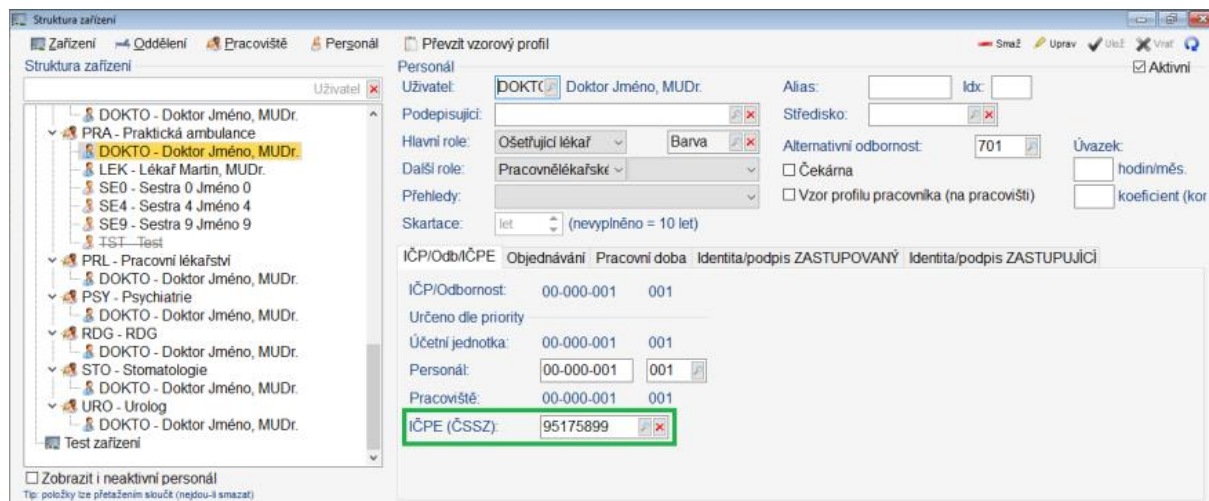 Struktura zařízení
Zařízení Oddělení Pracoviště Personál Převzít vzorový profil Smaž Uprav Ulož Vrať
Struktura zařízení
Uživatel
DOKTO - Doktor Jméno, MUDr.
PRA - Praktická ambulance
DOKTO - Doktor Jméno, MUDr.
LEK - Lékař Martin, MUDr.
SE0 - Sestra 0 Jméno 0
SE4 - Sestra 4 Jméno 4
SE9 - Sestra 9 Jméno 9
TST - Test
PRL - Pracovní lékařství
DOKTO - Doktor Jméno, MUDr.
PSY - Psychiatrie
DOKTO - Doktor Jméno, MUDr.
RDG - RDG
DOKTO - Doktor Jméno, MUDr.
STO - Stomatologie
DOKTO - Doktor Jméno, MUDr.
URO - Urolog
DOKTO - Doktor Jméno, MUDr.
Test zařízení
Zobrazit i neaktivní personál
Tip: položky lze přetažením sloučit (nejdou-li smazat)
Personál Aktivní
Uživatel: DOKTO Doktor Jméno, MUDr. Alias: Idx:
Podepisující: Středisko:
Hlavní role: Ošetřující lékař Barva Alternativní odbornost: 701 Úvazek:
Další role: Pracovnělékařské Čekárna hodin/měs.
Přehledy: Vzor profilu pracovníka (na pracovišti) koeficient (kor
Skartace: let (nevyplněno = 10 let)
IČP/Odb/IČPE Objednávání Pracovní doba Identita/podpis ZASTUPOVANÝ Identita/podpis ZASTUPUJÍCÍ
IČP/Odbornost: 00-000-001 001
Určeno dle priority
Účetní jednotka: 00-000-001 001
Personál: 00-000-001 001
Pracoviště: 00-000-001 001
IČPE (ČSSZ): 95175899